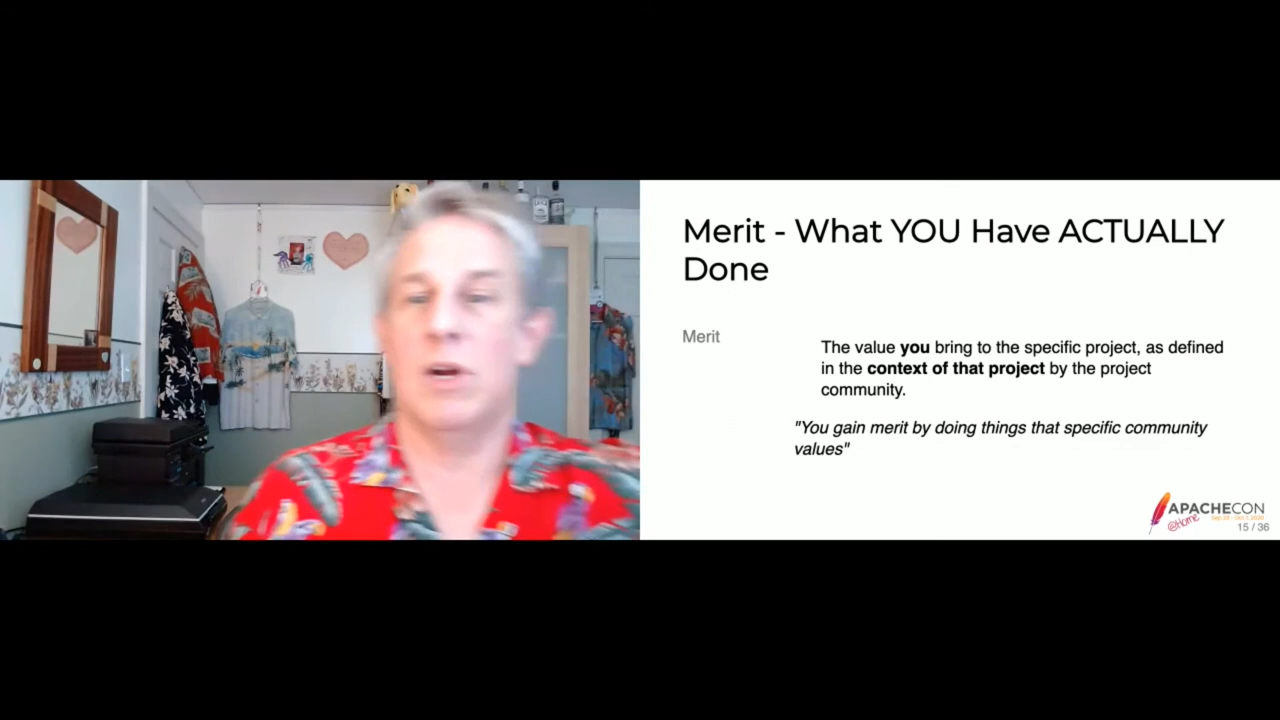 Merit - What YOU Have ACTUALLY
Done
Merit
The value you bring to the specific project, as defined
in the context of that project by the project
community.
"You gain merit by doing things that specific community
values"
APACHECON
@Home
15 / 36